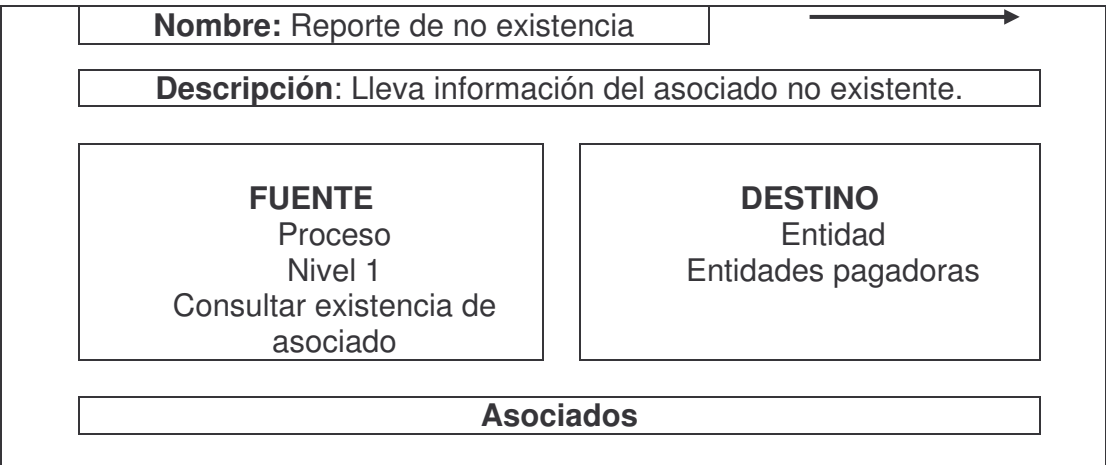 Nombre: Reporte de no existencia
Descripción: Lleva información del asociado no existente.
FUENTE
Proceso
Nivel 1
Consultar existencia de
asociado
DESTINO
Entidad
Entidades pagadoras
Asociados